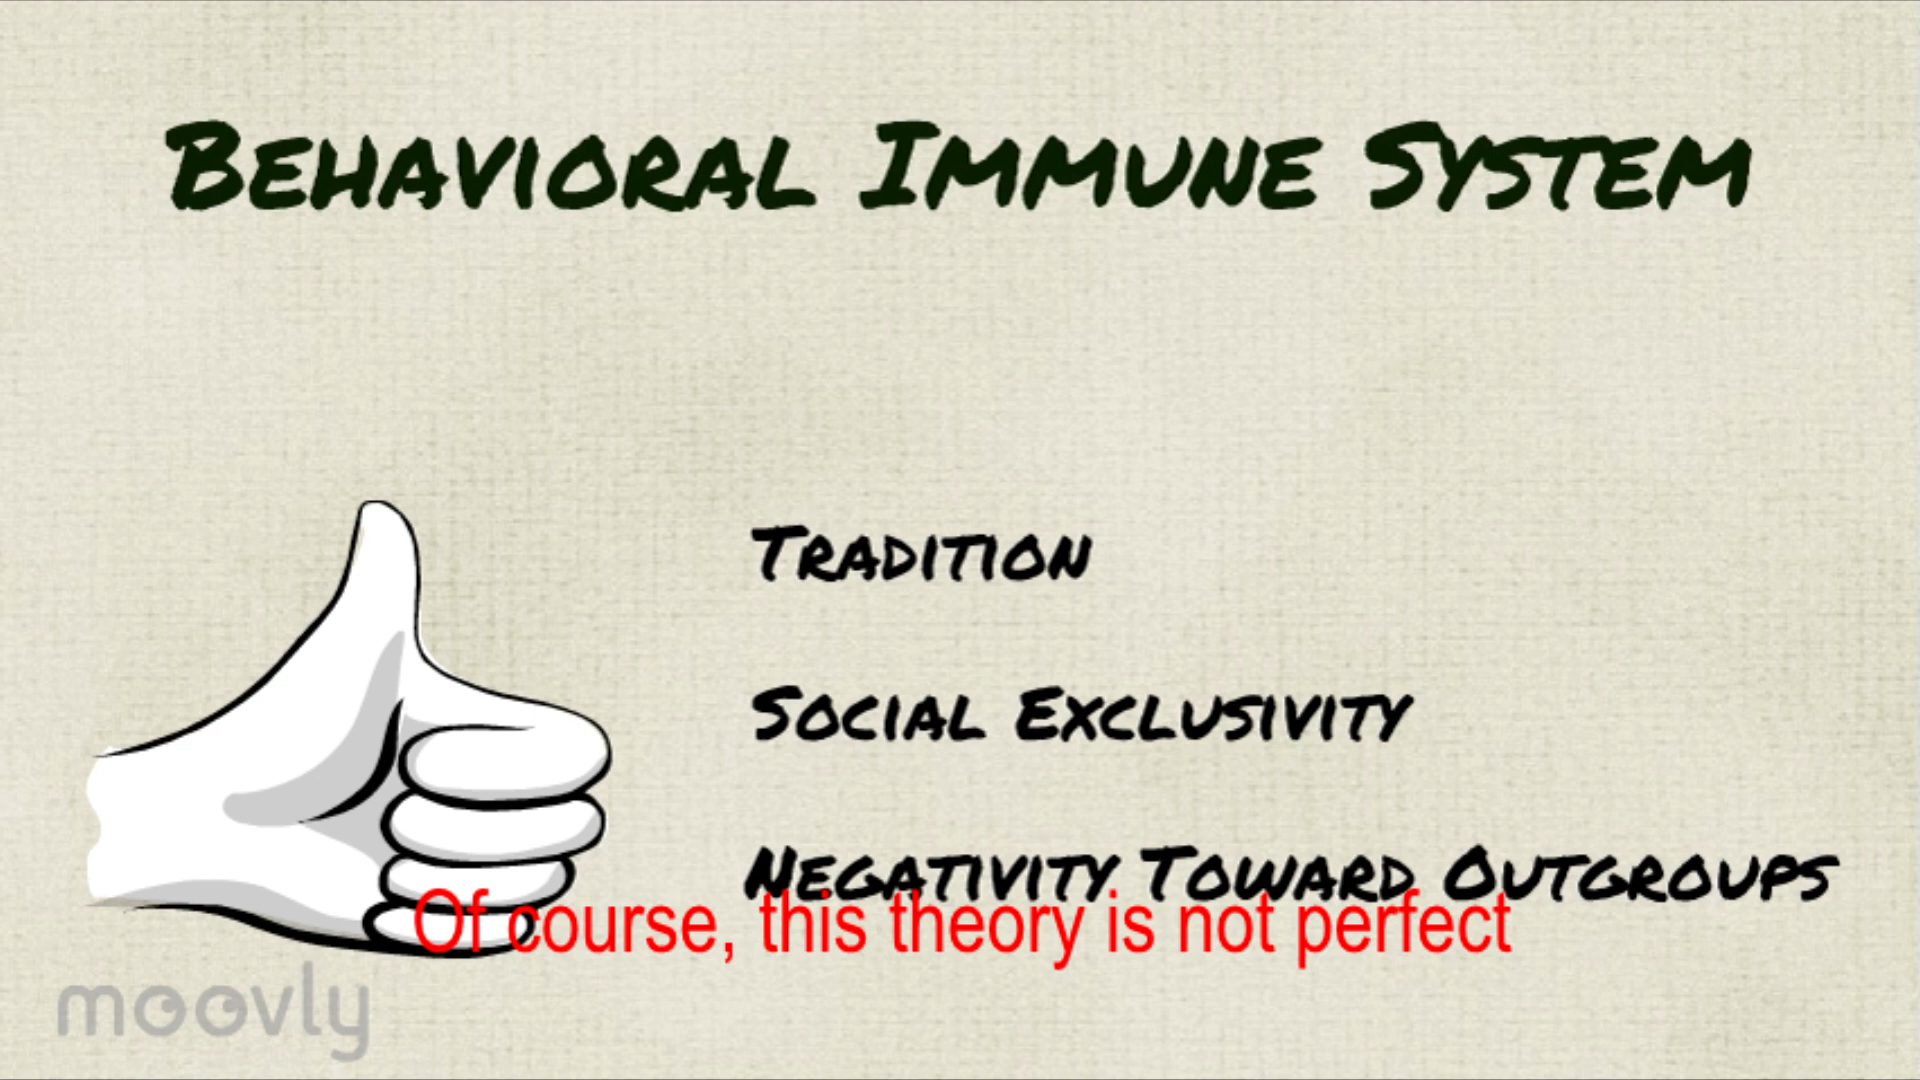 BEHAVIORAL IMMUNE SYSTEM
TRADITION
SOCIAL EXCLUSIVITY
NEGATIVITY TOWARD OUTGROUPS
Of course, this theory is not perfect
moovly